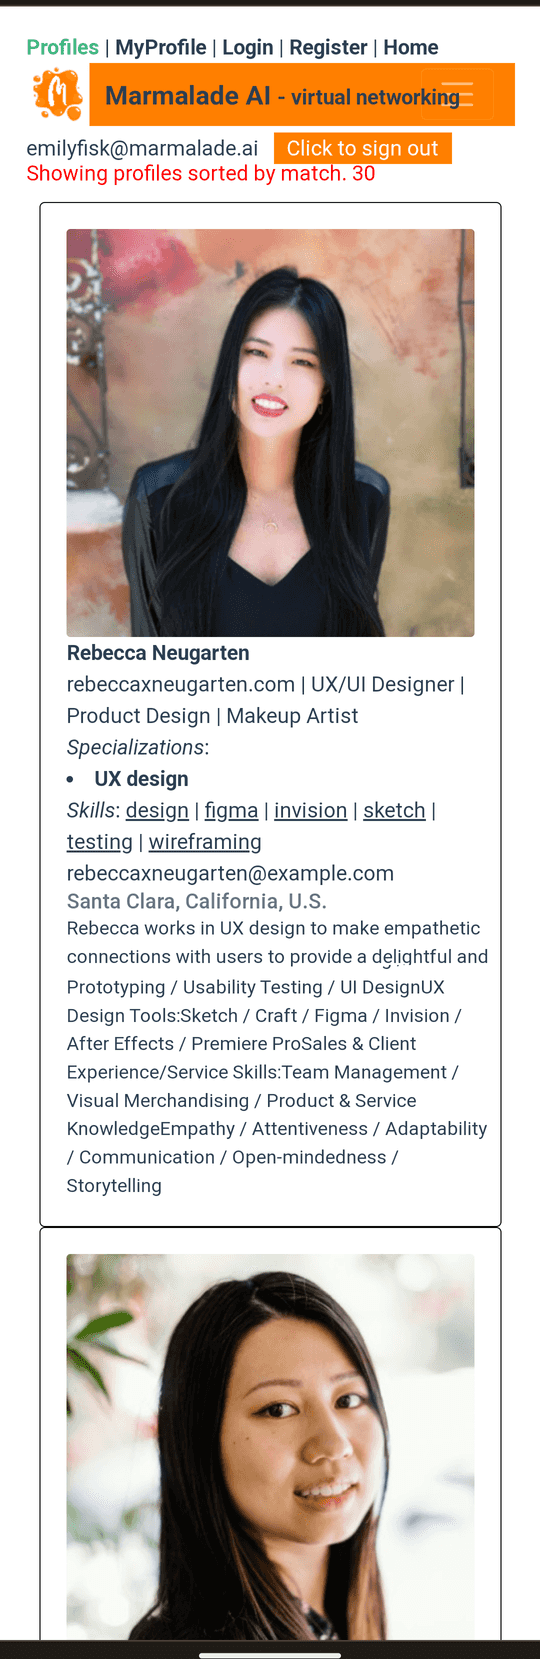 Profiles | MyProfile | Login | Register | Home
Marmalade AI - virtual networking
emilyfisk@marmalade.ai Click to sign out
Showing profiles sorted by match. 30
Rebecca Neugarten
rebeccaxneugarten.com | UX/UI Designer |
Product Design | Makeup Artist
Specializations:
• UX design
Skills: design | figma | invision | sketch |
testing | wireframing
rebeccaxneugarten@example.com
Santa Clara, California, U.S.
Rebecca works in UX design to make empathetic
connections with users to provide a delightful and
Prototyping / Usability Testing / UI DesignUX
Design Tools:Sketch / Craft / Figma / Invision /
After Effects / Premiere ProSales & Client
Experience/Service Skills:Team Management /
Visual Merchandising / Product & Service
KnowledgeEmpathy / Attentiveness / Adaptability
/ Communication / Open-mindedness /
Storytelling